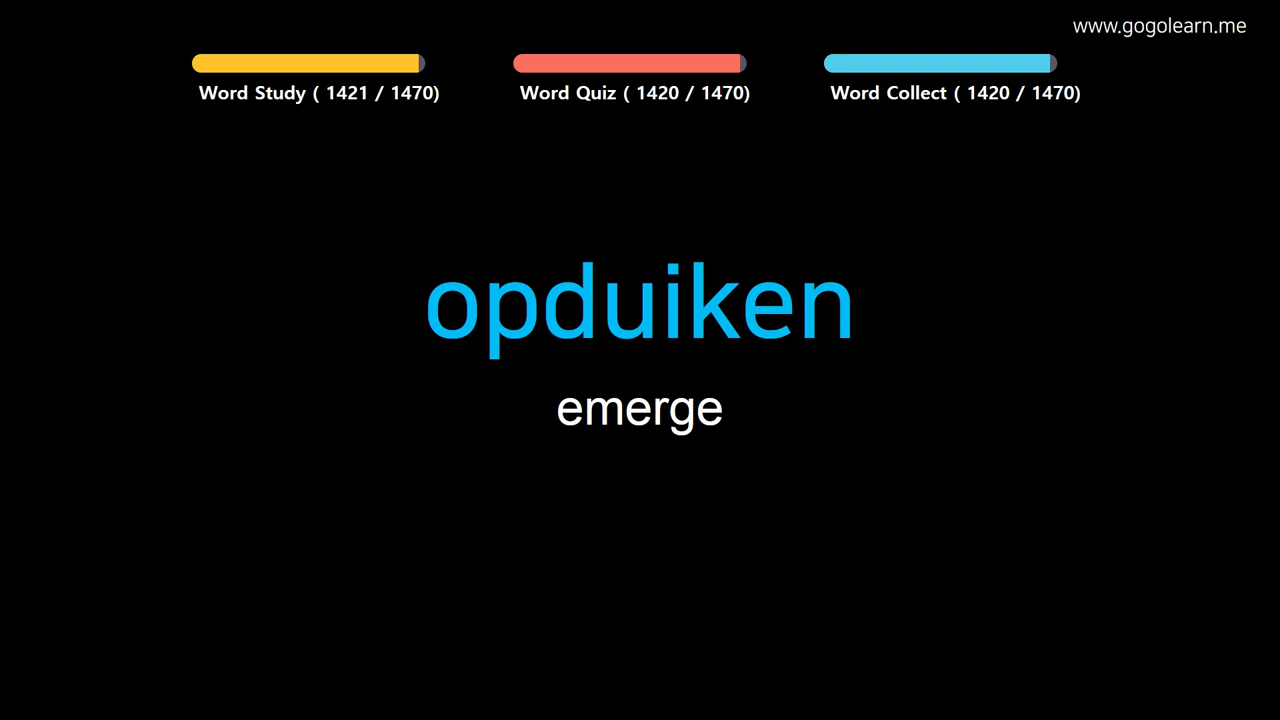 www.gogolearn.me
Word Study ( 1421 / 1470)
Word Quiz ( 1420 / 1470)
Word Collect ( 1420 / 1470)
opduiken
emerge